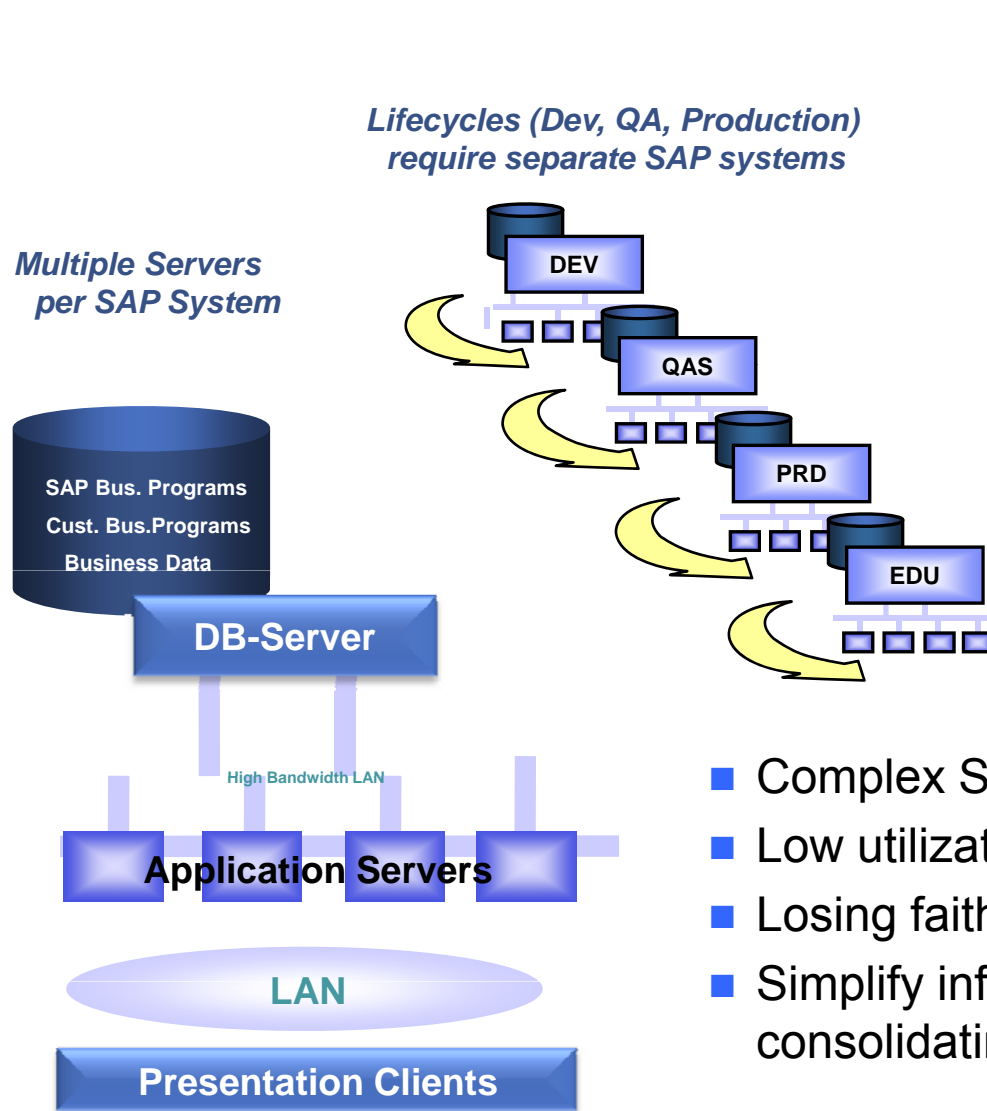 Lifecycles (Dev, QA, Production)
require separate SAP systems
Multiple Servers
per SAP System
DEV
QAS
PRD
EDU
SAP Bus. Programs
Cust. Bus.Programs
Business Data
DB-Server
High Bandwidth LAN
Application Servers
LAN
Presentation Clients
Complex S
Low utilizat
Losing faith
Simplify inf
consolidatin